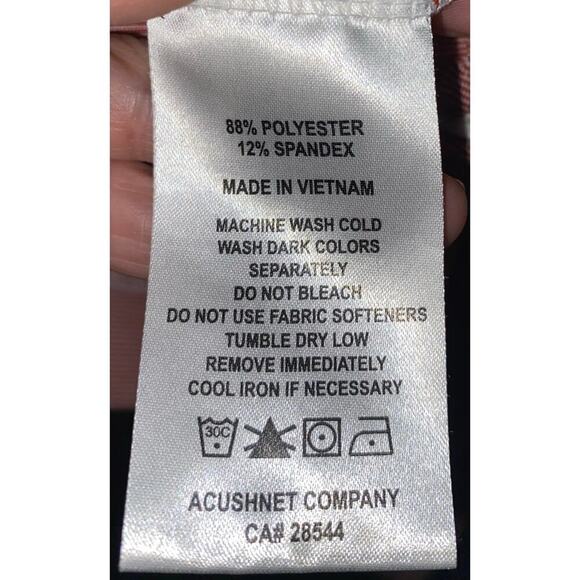 88% POLYESTER
12% SPANDEX
MADE IN VIETNAM
MACHINE WASH COLD
WASH DARK COLORS
SEPARATELY
DO NOT BLEACH
DO NOT USE FABRIC SOFTENERS
TUMBLE DRY LOW
REMOVE IMMEDIATELY
COOL IRON IF NECESSARY
30C
ACUSHNET COMPANY
CA# 28544